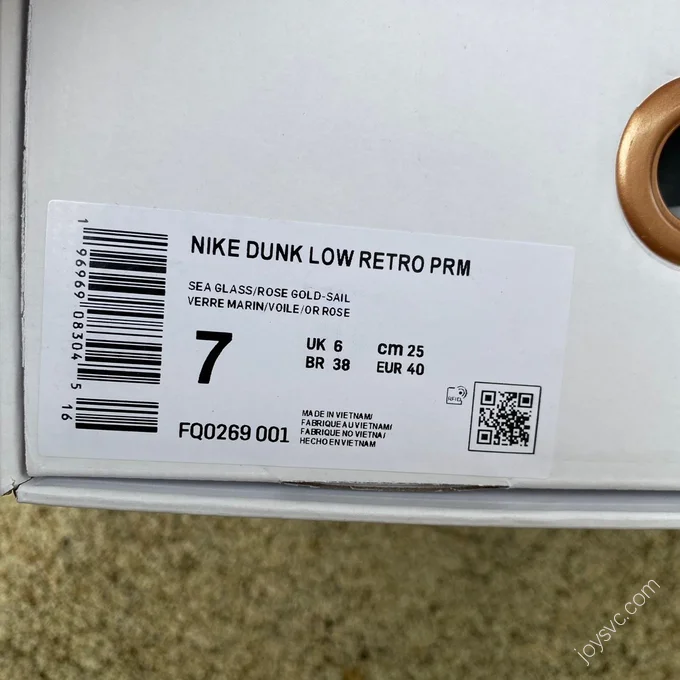 NIKE DUNK LOW RETRO PRM
SEA GLASS/ROSE GOLD-SAIL
VERRE MARIN/VOILE/OR ROSE
7
UK 6 cm 25
BR 38 EUR 40
RFID
FQ0269 001
MADE IN VIETNAM/
FABRIQUE AU VIETNAM/
FABRIQUE NO VIETNA/
HECHO EN VIETNAM
1 96969 08304 5 16
joysvc.com